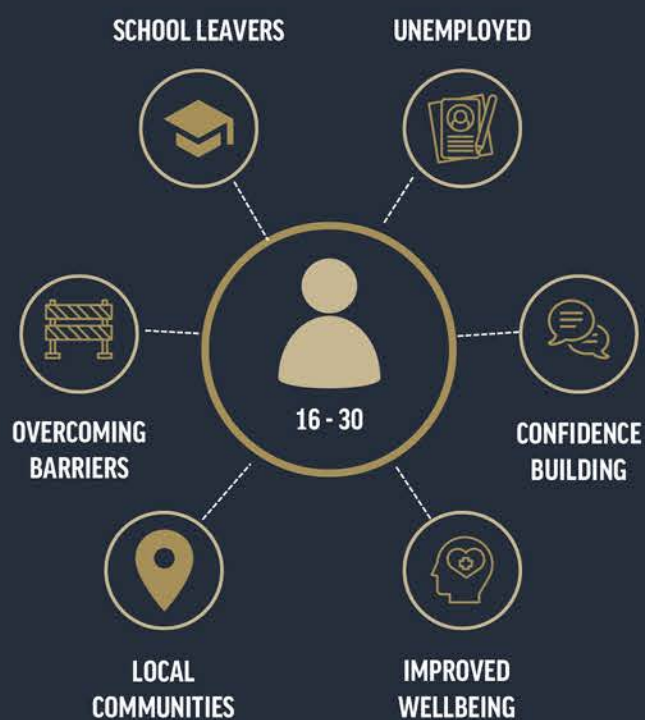 SCHOOL LEAVERS
UNEMPLOYED
16 - 30
OVERCOMING
BARRIERS
CONFIDENCE
BUILDING
LOCAL
COMMUNITIES
IMPROVED
WELLBEING